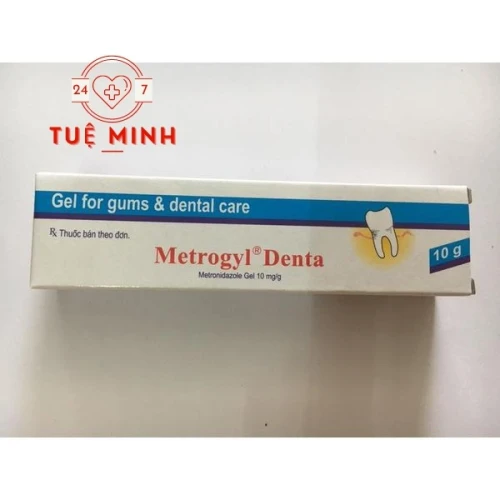 24 7
TUỆ MINH
Gel for gums & dental care
℞ Thuốc bán theo đơn.
Metrogyl® Denta
Metronidazole Gel 10 mg/g
10 g